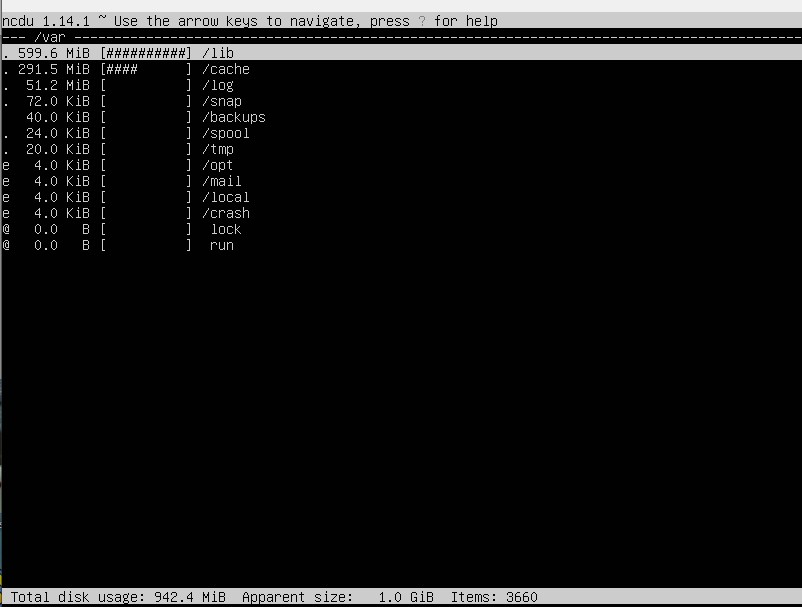 ncdu 1.14.1 ~ Use the arrow keys to navigate, press ? for help
--- /var -------------------------------------------------------------------------------------------
. 599.6 MiB [##########] /lib
. 291.5 MiB [####      ] /cache
.  51.2 MiB [          ] /log
.  72.0 KiB [          ] /snap
   40.0 KiB [          ] /backups
.  24.0 KiB [          ] /spool
.  20.0 KiB [          ] /tmp
e   4.0 KiB [          ] /opt
e   4.0 KiB [          ] /mail
e   4.0 KiB [          ] /local
e   4.0 KiB [          ] /crash
@   0.0   B [          ]  lock
@   0.0   B [          ]  run
Total disk usage: 942.4 MiB  Apparent size:   1.0 GiB  Items: 3660